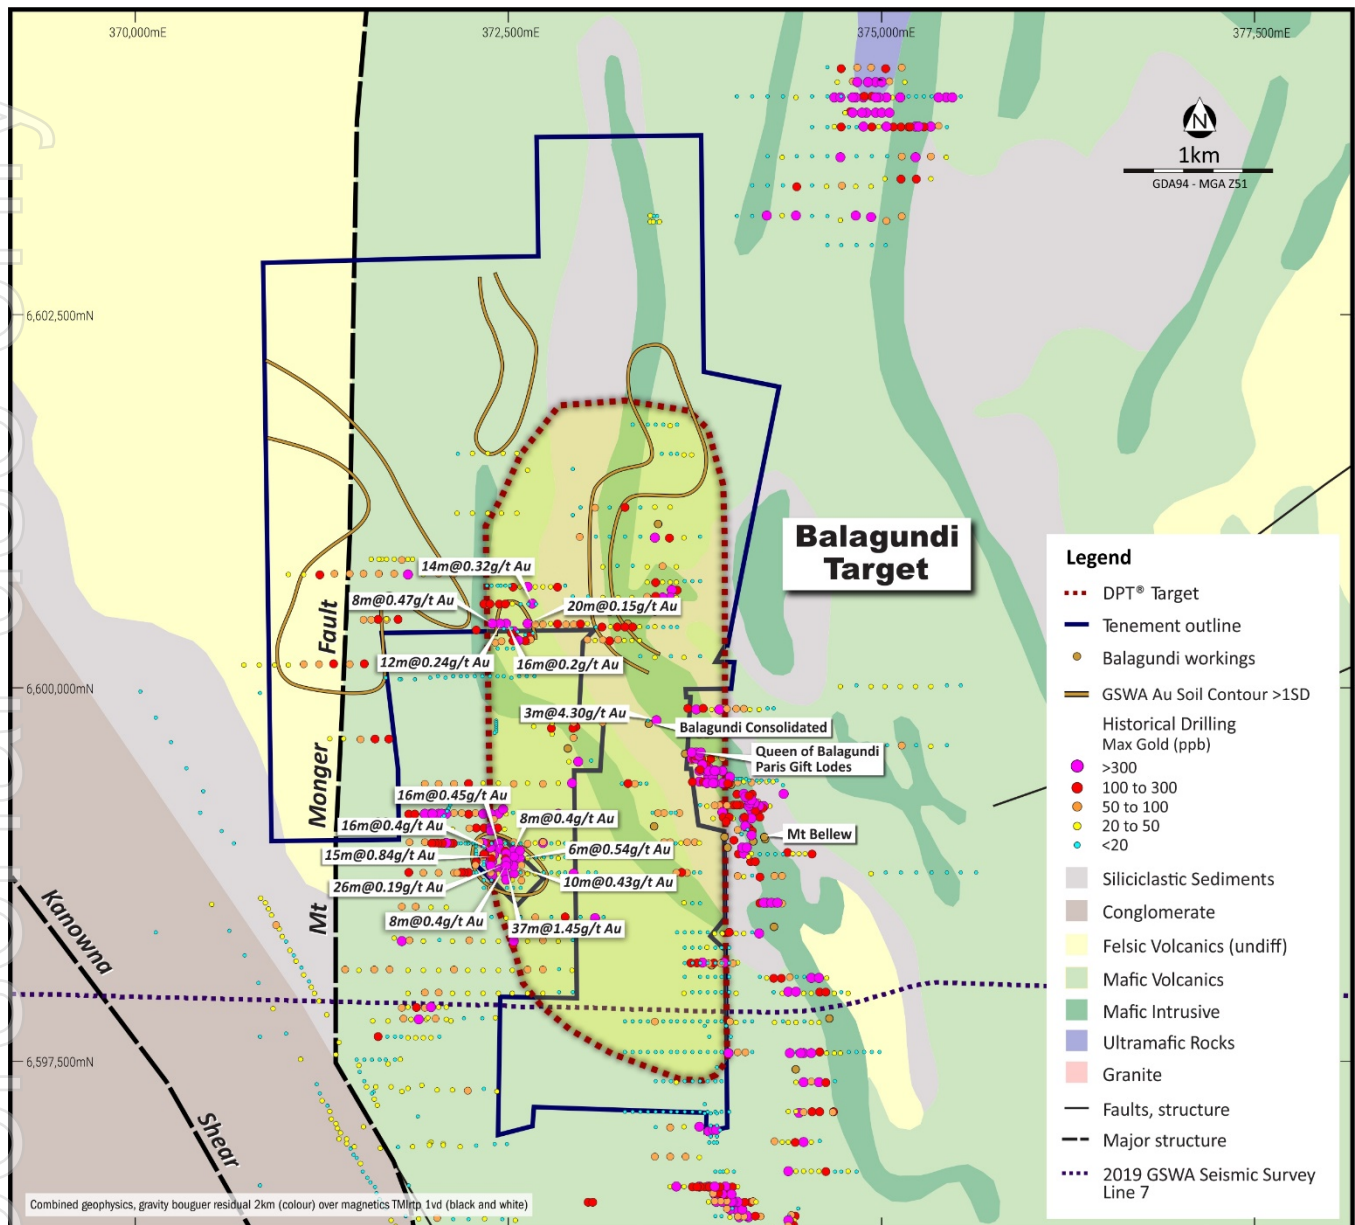 370,000mE
372,500mE
375,000mE
377,500mE
N
1km
GDA94 - MGA Z51
6,602,500mN
Balagundi
Target
14m@0.32g/t Au
8m@0.47g/t Au
20m@0.15g/t Au
12m@0.24g/t Au
16m@0.2g/t Au
6,600,000mN
3m@4.30g/t Au
Balagundi Consolidated
Queen of Balagundi
Paris Gift Lodes
Mt Bellew
16m@0.45g/t Au
16m@0.4g/t Au
8m@0.4g/t Au
15m@0.84g/t Au
6m@0.54g/t Au
26m@0.19g/t Au
10m@0.43g/t Au
8m@0.4g/t Au
37m@1.45g/t Au
Mt Monger Fault
Kanowna Shear
6,597,500mN
Legend
DPT® Target
Tenement outline
Balagundi workings
GSWA Au Soil Contour >1SD
Historical Drilling
Max Gold (ppb)
>300
100 to 300
50 to 100
20 to 50
<20
Siliciclastic Sediments
Conglomerate
Felsic Volcanics (undiff)
Mafic Volcanics
Mafic Intrusive
Ultramafic Rocks
Granite
Faults, structure
Major structure
2019 GSWA Seismic Survey
Line 7
Combined geophysics, gravity bouguer residual 2km (colour) over magnetics TMIrtp 1vd (black and white)